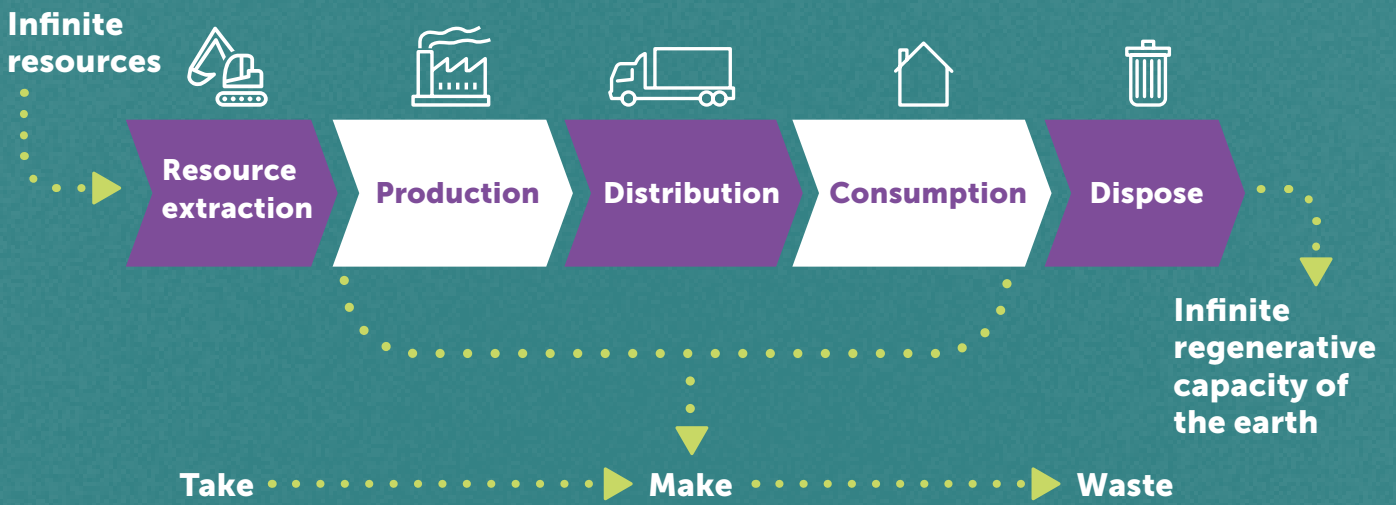 Infinite
resources
Resource
extraction
Production
Distribution
Consumption
Dispose
Infinite
regenerative
capacity of
the earth
Take
Make
Waste